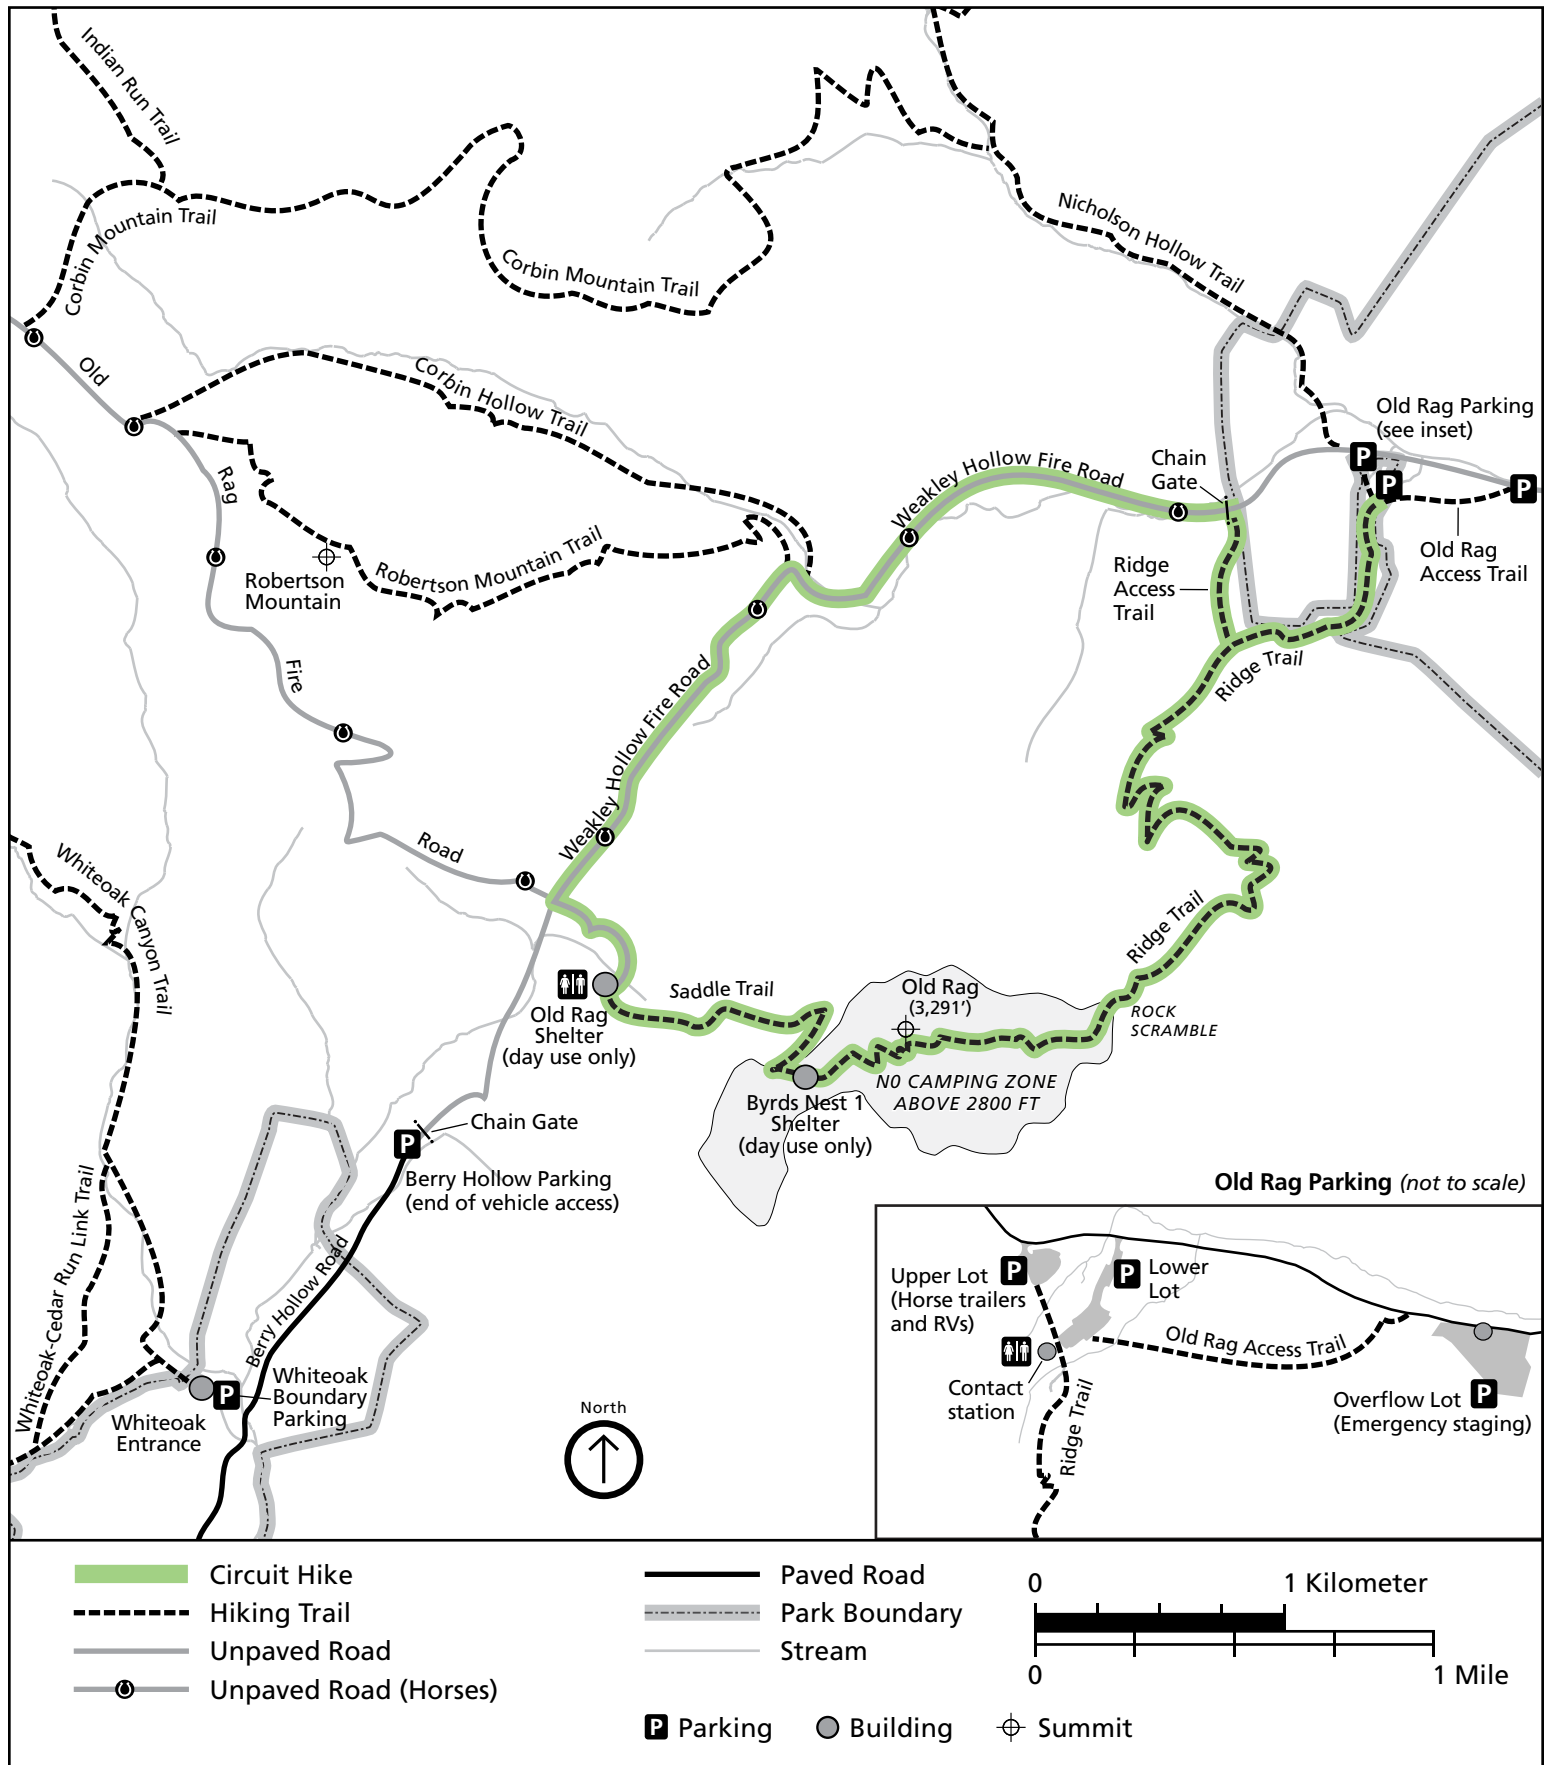 Indian Run Trail
Corbin Mountain Trail
Corbin Mountain Trail
Nicholson Hollow Trail
Old
Corbin Hollow Trail
Old Rag Parking
(see inset)
P
P
P
Chain
Gate
Weakley Hollow Fire Road
Rag
Robertson Mountain Trail
Robertson
Mountain
Ridge
Access
Trail
Old Rag
Access Trail
Fire
Ridge Trail
Weakley Hollow Fire Road
Road
Whiteoak Canyon Trail
Ridge Trail
Saddle Trail
Old Rag
(3,291')
ROCK
SCRAMBLE
Old Rag
Shelter
(day use only)
N0 CAMPING ZONE
ABOVE 2800 FT
Byrds Nest 1
Shelter
(day use only)
Chain Gate
P
Berry Hollow Parking
(end of vehicle access)
Whiteoak-Cedar Run Link Trail
Berry Hollow Road
Whiteoak
Boundary
Parking
P
Whiteoak
Entrance
North
Old Rag Parking (not to scale)
Upper Lot
(Horse trailers
and RVs)
P
P
Lower
Lot
Old Rag Access Trail
Contact
station
Ridge Trail
Overflow Lot
(Emergency staging)
P
Circuit Hike
Hiking Trail
Unpaved Road
Unpaved Road (Horses)
Paved Road
Park Boundary
Stream
0
1 Kilometer
0
1 Mile
P Parking
Building
Summit